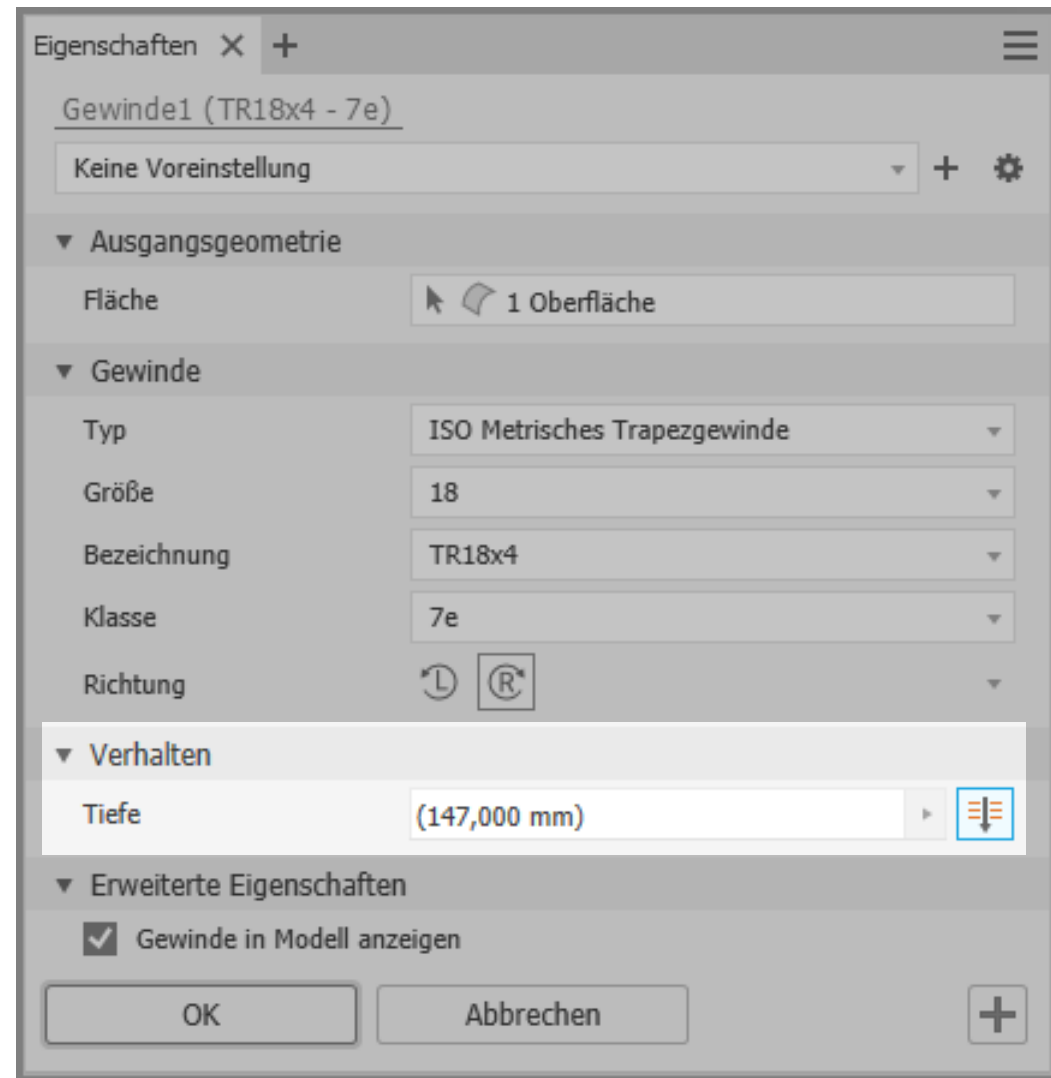 Eigenschaften
Gewinde1 (TR18x4 - 7e)
Keine Voreinstellung
Ausgangsgeometrie
Fläche 1 Oberfläche
Gewinde
Typ ISO Metrisches Trapezgewinde
Größe 18
Bezeichnung TR18x4
Klasse 7e
Richtung L R
Verhalten
Tiefe (147,000 mm)
Erweiterte Eigenschaften
Gewinde in Modell anzeigen
OK Abbrechen